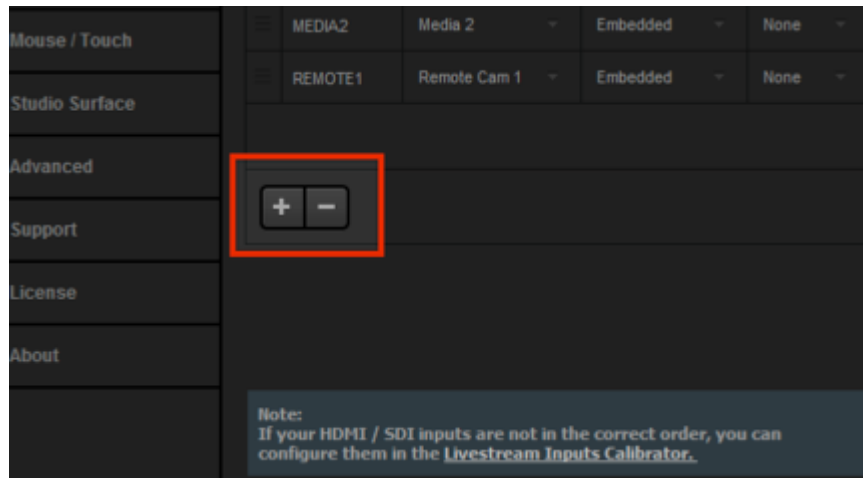 Mouse / Touch
Studio Surface
Advanced
Support
License
About
MEDIA2 Media 2 Embedded None
REMOTE1 Remote Cam 1 Embedded None
+ −
Note:
If your HDMI / SDI inputs are not in the correct order, you can
configure them in the Livestream Inputs Calibrator.